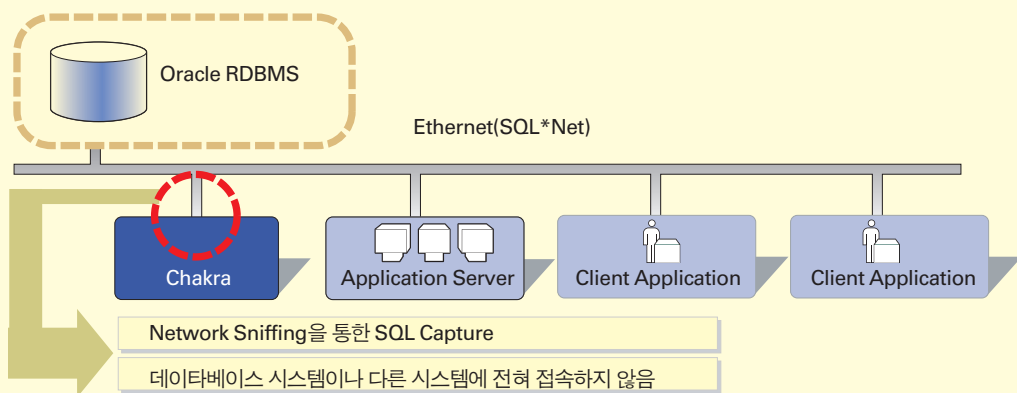 Oracle RDBMS
Ethernet(SQL*Net)
Chakra
Application Server
Client Application
Client Application
Network Sniffing을 통한 SQL Capture
데이타베이스 시스템이나 다른 시스템에 전혀 접속하지 않음